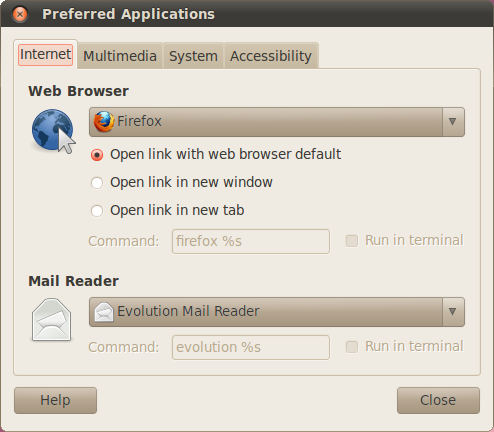 Preferred Applications
Internet Multimedia System Accessibility
Web Browser
Firefox
Open link with web browser default
Open link in new window
Open link in new tab
Command: firefox %s Run in terminal
Mail Reader
Evolution Mail Reader
Command: evolution %s Run in terminal
Help Close